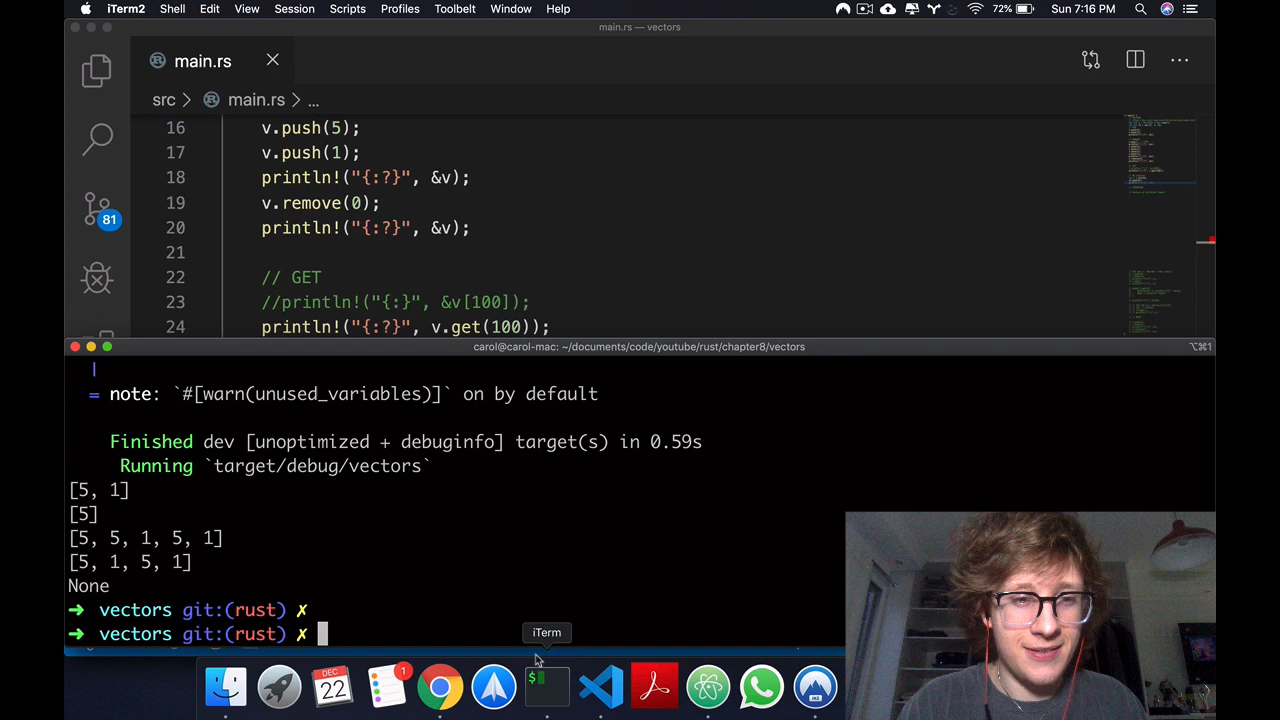 iTerm2 Shell Edit View Session Scripts Profiles Toolbelt Window Help 72% Sun 7:16 PM
main.rs — vectors
main.rs
src > main.rs > ...
16 v.push(5);
17 v.push(1);
18 println!("{:?}", &v);
19 v.remove(0);
20 println!("{:?}", &v);
21
22 // GET
23 //println!("{:}", &v[100]);
24 println!("{:?}", v.get(100));
81
carol@carol-mac: ~/documents/code/youtube/rust/chapter8/vectors ⌥⌘1
|
= note: `#[warn(unused_variables)]` on by default
Finished dev [unoptimized + debuginfo] target(s) in 0.59s
Running `target/debug/vectors`
[5, 1]
[5]
[5, 5, 1, 5, 1]
[5, 1, 5, 1]
None
➜ vectors git:(rust) ✗
➜ vectors git:(rust) ✗
iTerm
DEC
22
1
$
IKE